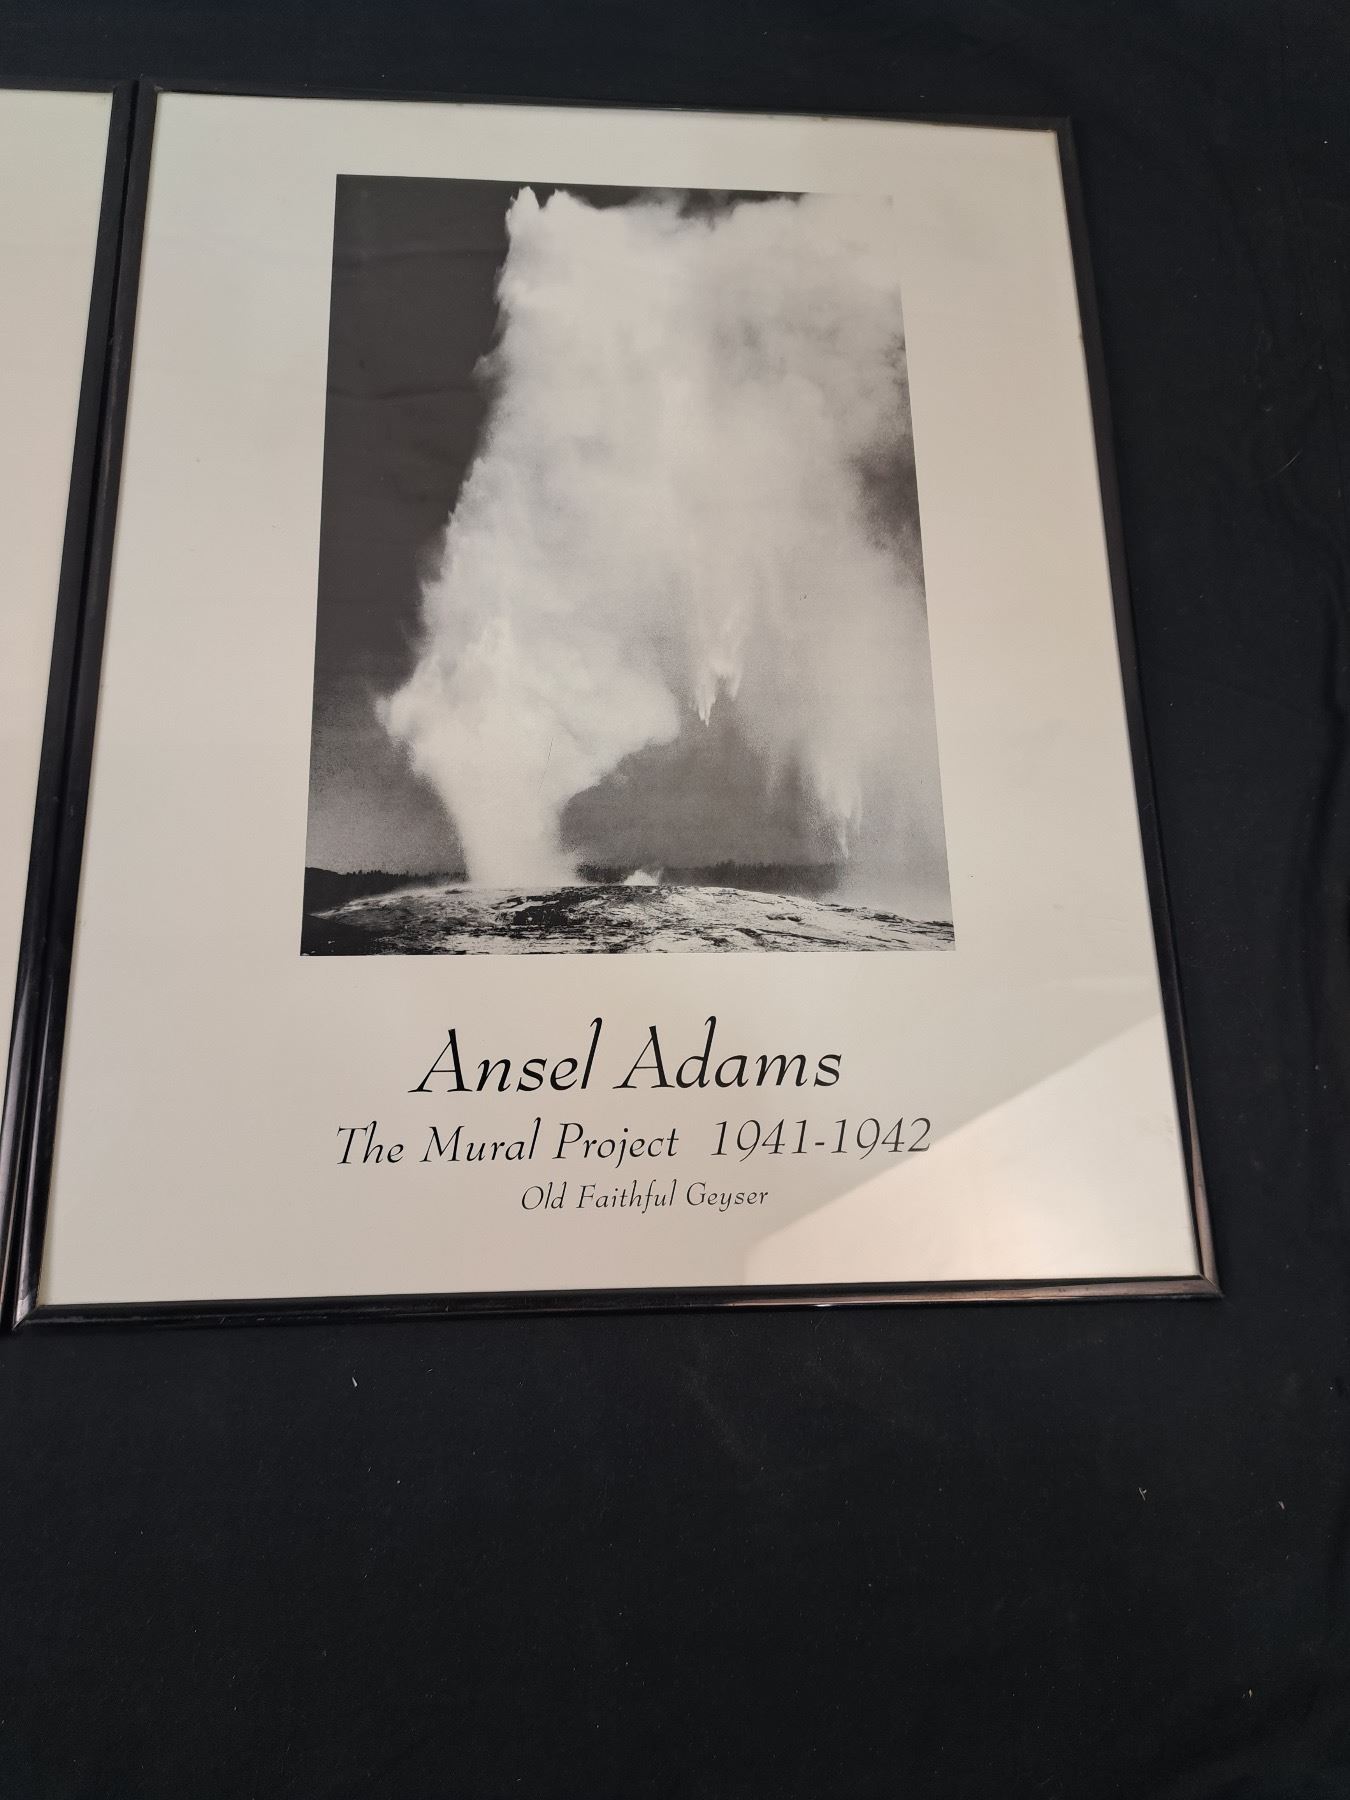 Ansel Adams
The Mural Project 1941-1942
Old Faithful Geyser